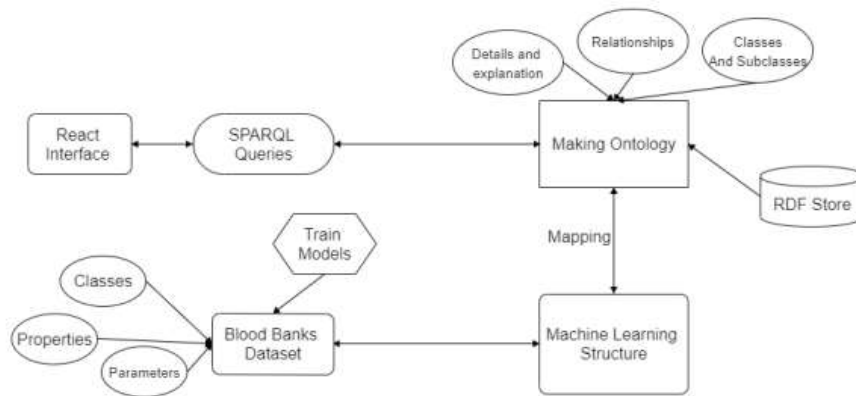 Details and
explanation
Relationships
Classes
And Subclasses
React
Interface
SPARQL
Queries
Making Ontology
RDF Store
Mapping
Train
Models
Classes
Properties
Parameters
Blood Banks
Dataset
Machine Learning
Structure